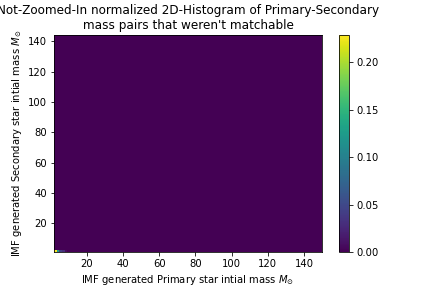 Not-Zoomed-In normalized 2D-Histogram of Primary-Secondary
mass pairs that weren't matchable
IMF generated Secondary star intial mass M⊙
140
120
100
80
60
40
20
20 40 60 80 100 120 140
IMF generated Primary star intial mass M⊙
0.20
0.15
0.10
0.05
0.00